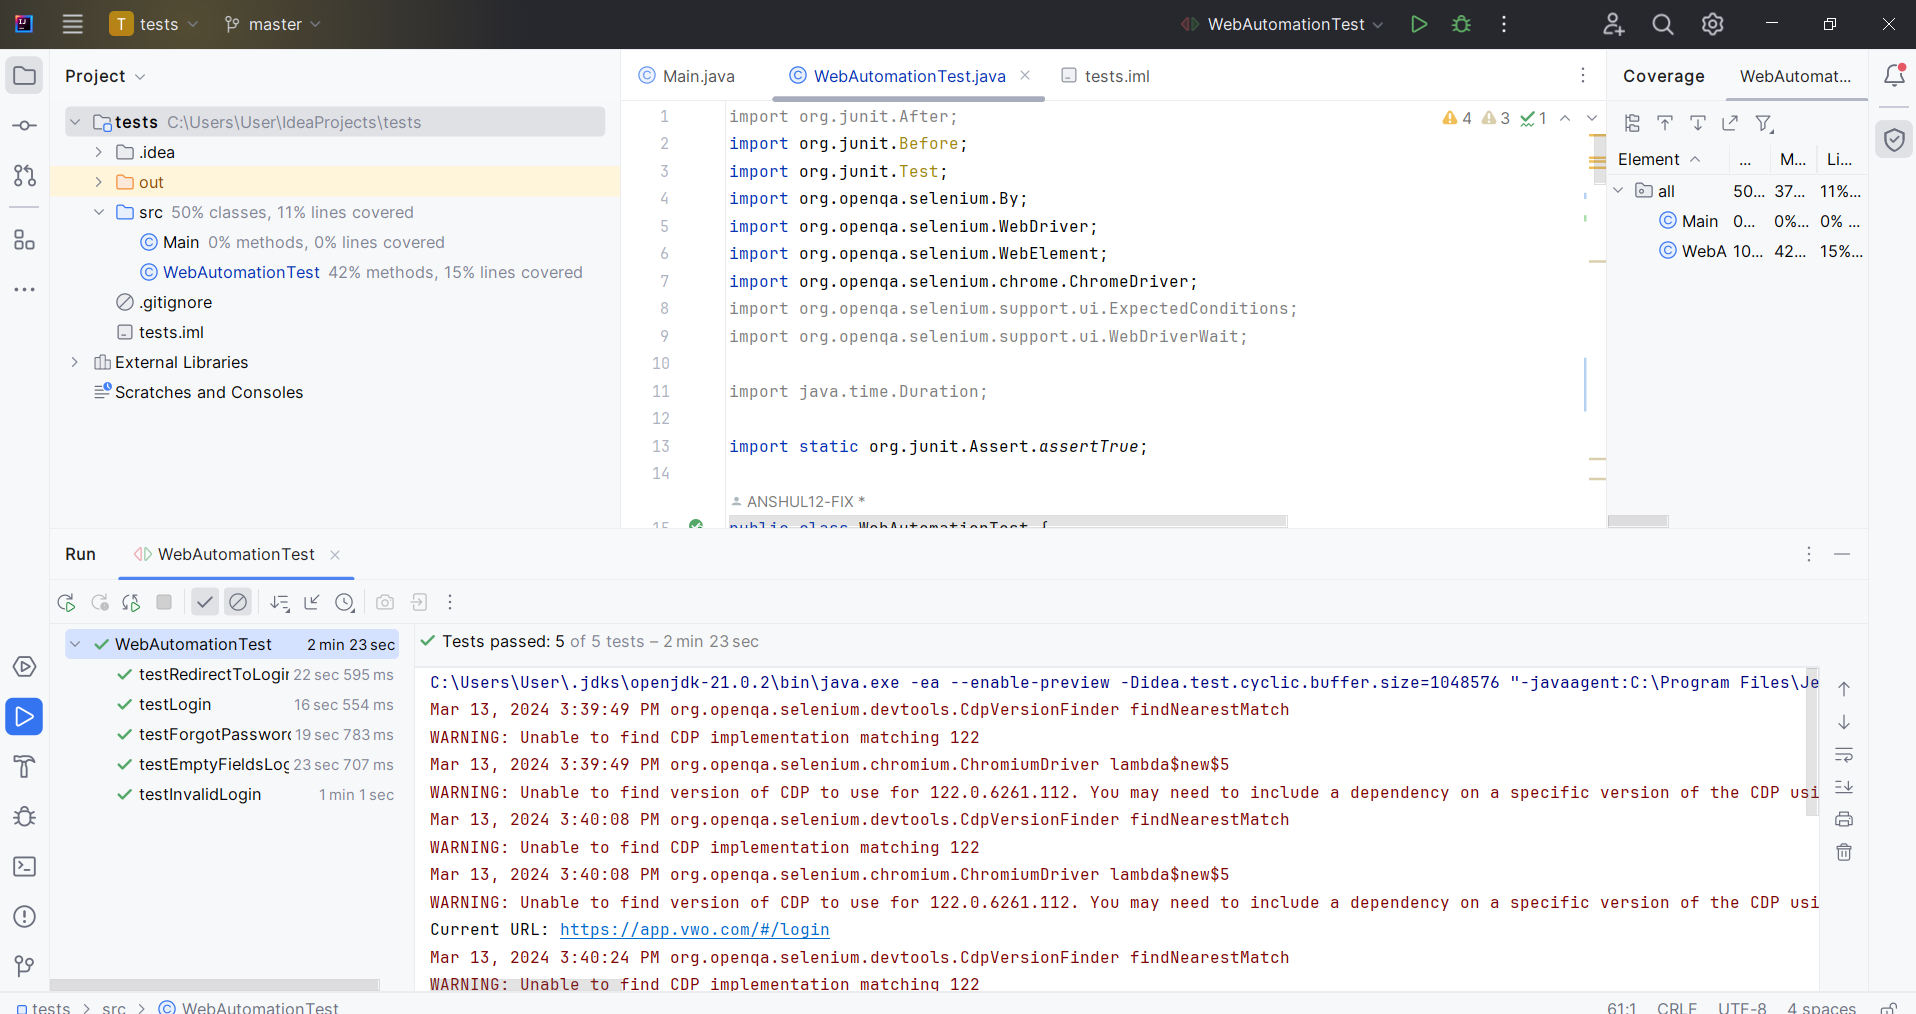 T tests master WebAutomationTest
Project
tests C:\Users\User\IdeaProjects\tests
.idea
out
src 50% classes, 11% lines covered
Main 0% methods, 0% lines covered
WebAutomationTest 42% methods, 15% lines covered
.gitignore
tests.iml
External Libraries
Scratches and Consoles
Main.java WebAutomationTest.java tests.iml
4 3 1
1 import org.junit.After;
2 import org.junit.Before;
3 import org.junit.Test;
4 import org.openqa.selenium.By;
5 import org.openqa.selenium.WebDriver;
6 import org.openqa.selenium.WebElement;
7 import org.openqa.selenium.chrome.ChromeDriver;
8 import org.openqa.selenium.support.ui.ExpectedConditions;
9 import org.openqa.selenium.support.ui.WebDriverWait;
10
11 import java.time.Duration;
12
13 import static org.junit.Assert.assertTrue;
14
ANSHUL12-FIX *
15 public class WebAutomationTest {
Coverage WebAutomat...
Element ... M... Li...
all 50... 37... 11%...
Main 0... 0%... 0% ...
WebA 10... 42... 15%...
Run WebAutomationTest
WebAutomationTest 2 min 23 sec
testRedirectToLogin 22 sec 595 ms
testLogin 16 sec 554 ms
testForgotPassword 19 sec 783 ms
testEmptyFieldsLog 23 sec 707 ms
testInvalidLogin 1 min 1 sec
Tests passed: 5 of 5 tests – 2 min 23 sec
C:\Users\User\.jdks\openjdk-21.0.2\bin\java.exe -ea --enable-preview -Didea.test.cyclic.buffer.size=1048576 "-javaagent:C:\Program Files\Je
Mar 13, 2024 3:39:49 PM org.openqa.selenium.devtools.CdpVersionFinder findNearestMatch
WARNING: Unable to find CDP implementation matching 122
Mar 13, 2024 3:39:49 PM org.openqa.selenium.chromium.ChromiumDriver lambda$new$5
WARNING: Unable to find version of CDP to use for 122.0.6261.112. You may need to include a dependency on a specific version of the CDP usi
Mar 13, 2024 3:40:08 PM org.openqa.selenium.devtools.CdpVersionFinder findNearestMatch
WARNING: Unable to find CDP implementation matching 122
Mar 13, 2024 3:40:08 PM org.openqa.selenium.chromium.ChromiumDriver lambda$new$5
WARNING: Unable to find version of CDP to use for 122.0.6261.112. You may need to include a dependency on a specific version of the CDP usi
Current URL: https://app.vwo.com/#/login
Mar 13, 2024 3:40:24 PM org.openqa.selenium.devtools.CdpVersionFinder findNearestMatch
WARNING: Unable to find CDP implementation matching 122
tests > src > WebAutomationTest 61:1 CRLF UTF-8 4 spaces